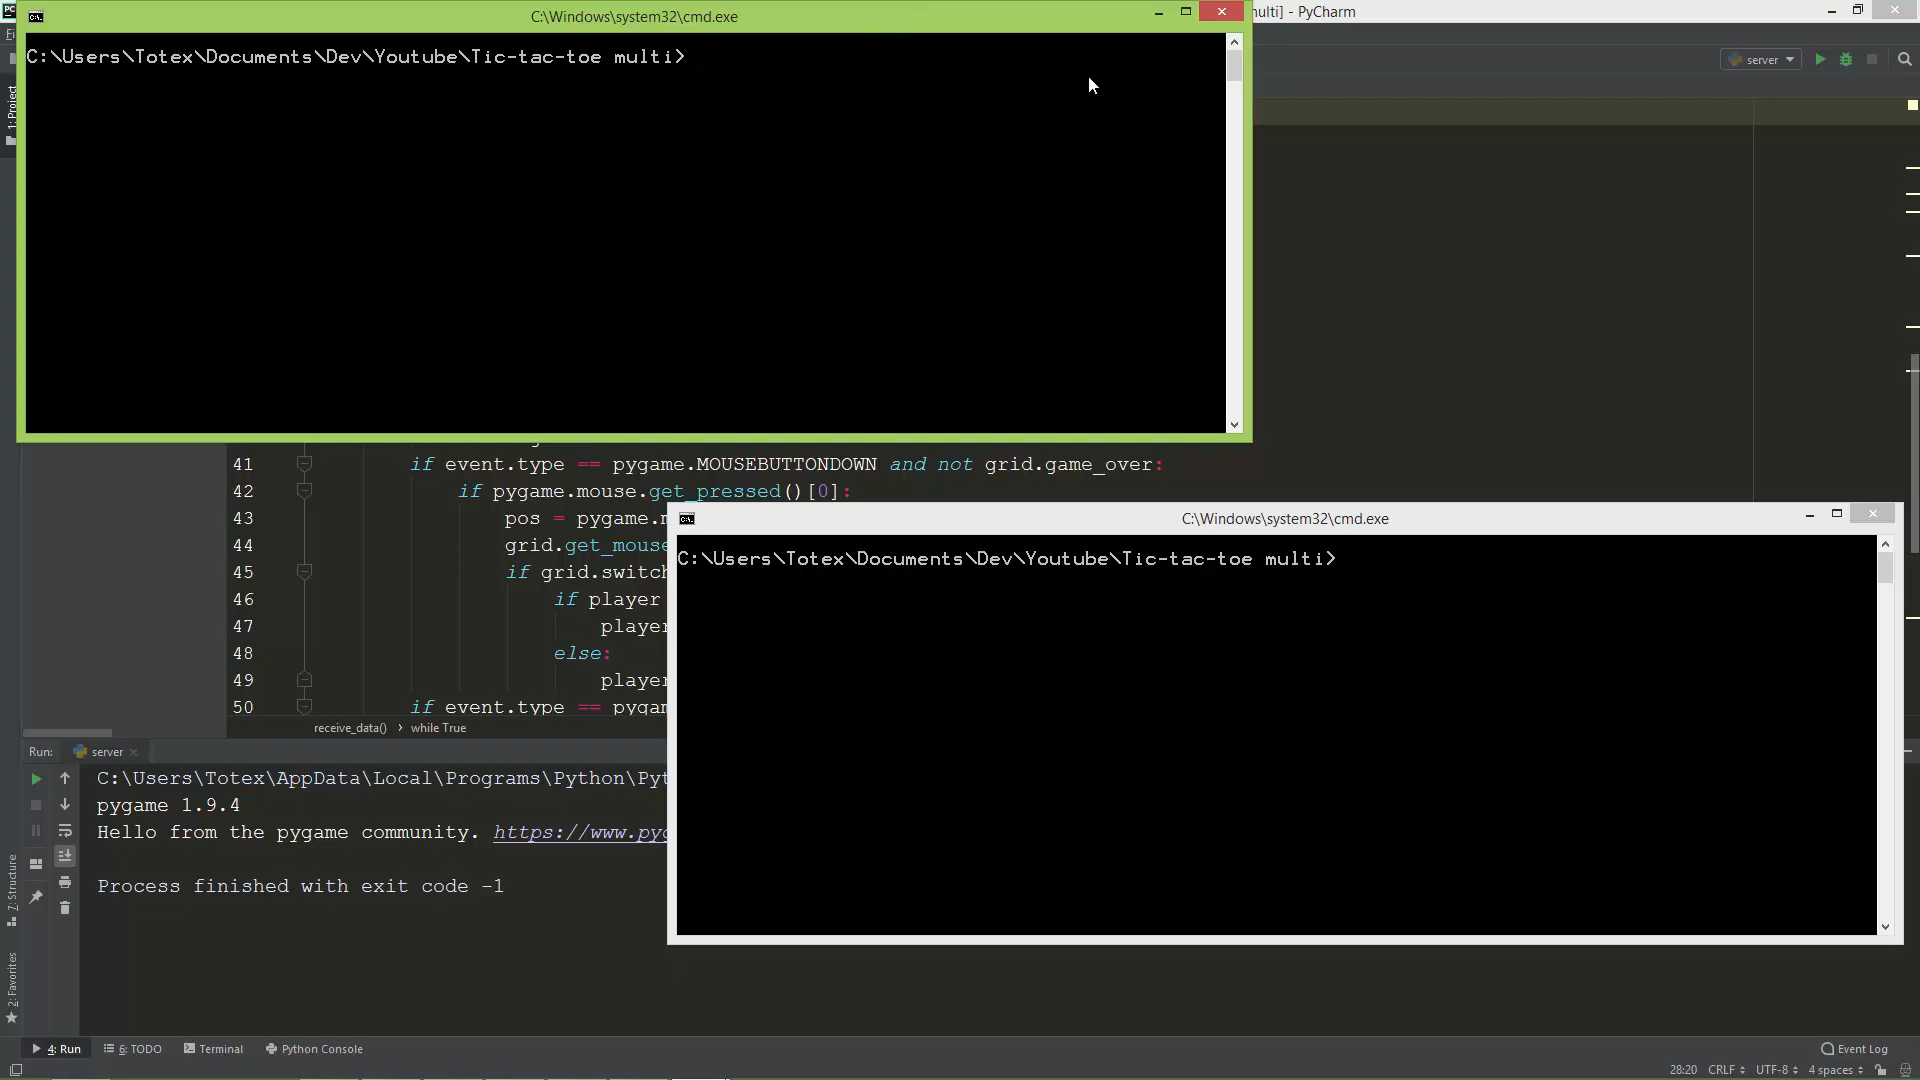 C:\Windows\system32\cmd.exe
C:\Users\Totex\Documents\Dev\Youtube\Tic-tac-toe multi>
multi] - PyCharm
server
1: Project
41 if event.type == pygame.MOUSEBUTTONDOWN and not grid.game_over:
42 if pygame.mouse.get_pressed()[0]:
43 pos = pygame.m
44 grid.get_mouse
45 if grid.switch
46 if player
47 player
48 else:
49 player
50 if event.type == pygam
receive_data() › while True
C:\Windows\system32\cmd.exe
C:\Users\Totex\Documents\Dev\Youtube\Tic-tac-toe multi>
Run: server
C:\Users\Totex\AppData\Local\Programs\Python\Pyt
pygame 1.9.4
Hello from the pygame community. https://www.pyg
Process finished with exit code -1
7: Structure
2: Favorites
4: Run 6: TODO Terminal Python Console Event Log
28:20 CRLF UTF-8 4 spaces